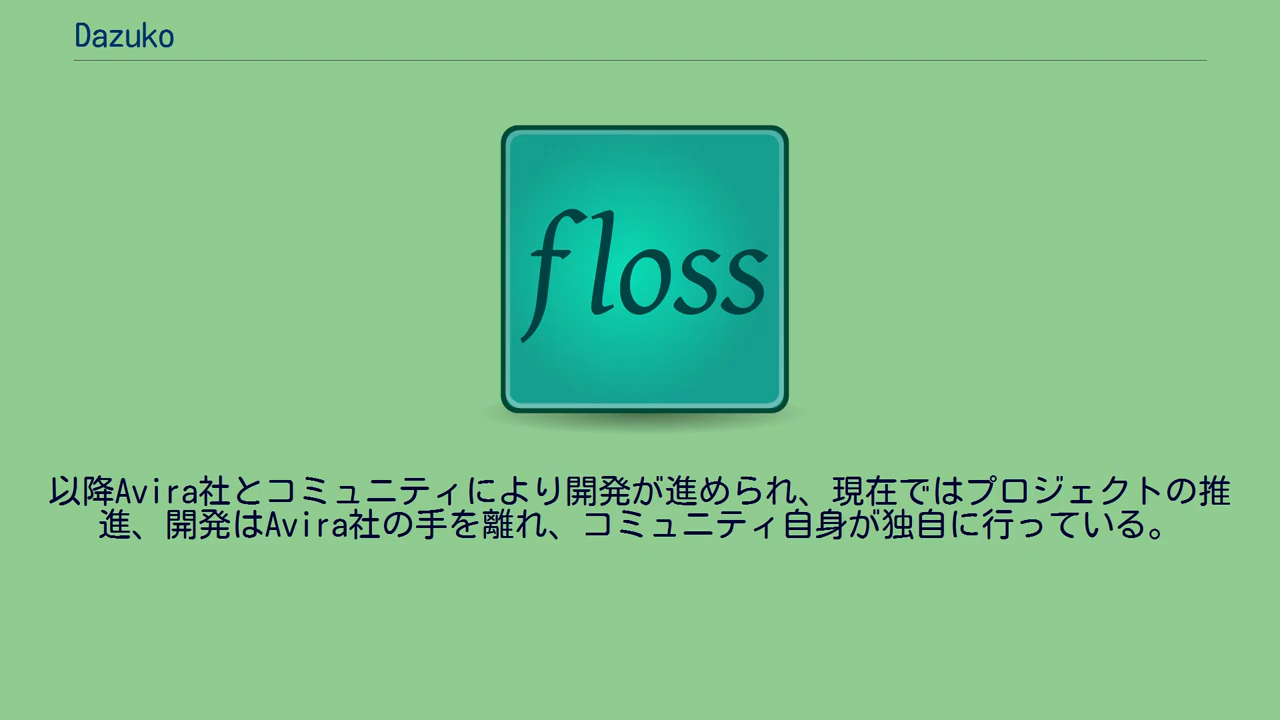 Dazuko
floss
以降Avira社とコミュニティにより開発が進められ、現在ではプロジェクトの推
進、開発はAvira社の手を離れ、コミュニティ自身が独自に行っている。